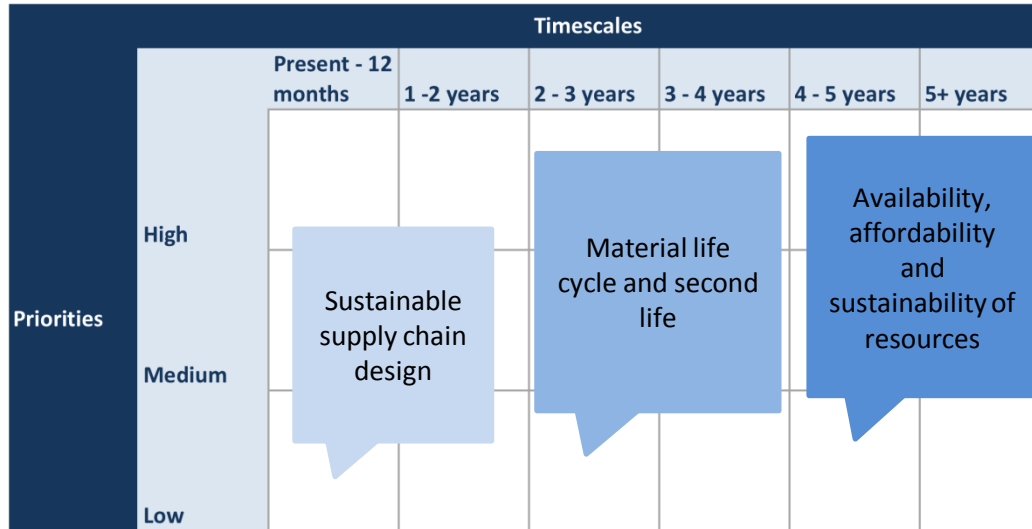 Timescales
Present - 12
months
1 -2 years
2 - 3 years
3 - 4 years
4 - 5 years
5+ years
Priorities
High
Medium
Low
Sustainable
supply chain
design
Material life
cycle and second
life
Availability,
affordability
and
sustainability of
resources